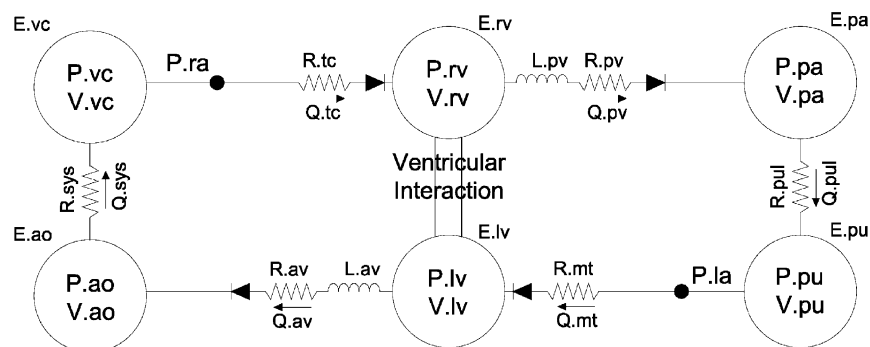 E.vc
E.rv
E.pa
P.vc
V.vc
P.ra
R.tc
Q.tc
P.rv
V.rv
L.pv
R.pv
Q.pv
P.pa
V.pa
R.sys
Q.sys
Ventricular
Interaction
R.pul
Q.pul
E.ao
E.lv
E.pu
P.ao
V.ao
R.av
Q.av
L.av
P.lv
V.lv
R.mt
Q.mt
P.la
P.pu
V.pu